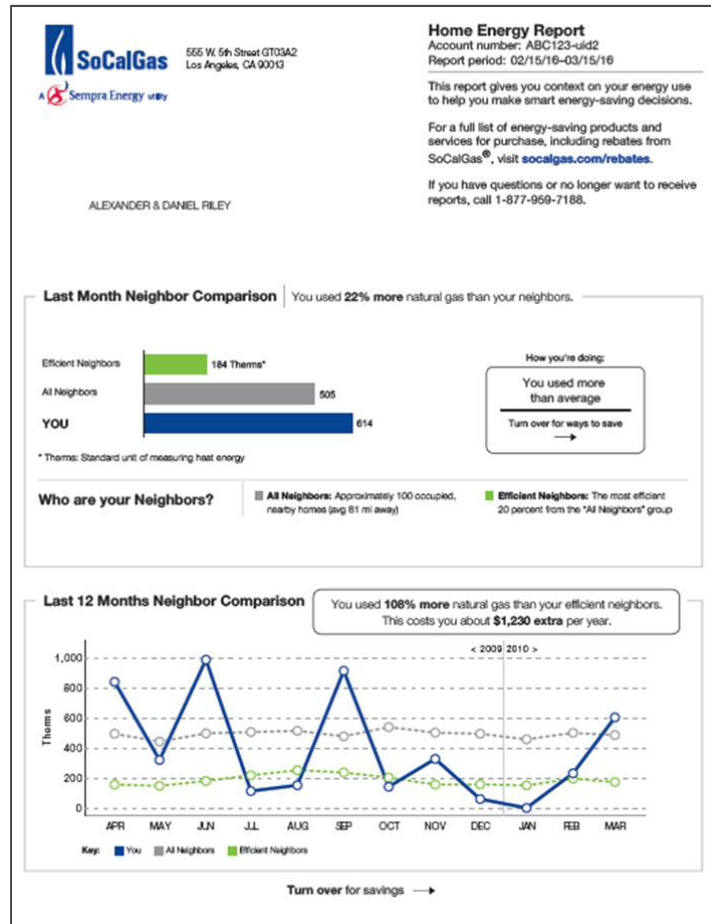 SoCalGas
A Sempra Energy utility
555 W. 5th Street GT03A2
Los Angeles, CA 90013
Home Energy Report
Account number: ABC123-uid2
Report period: 02/15/16–03/15/16
This report gives you context on your energy use
to help you make smart energy-saving decisions.
For a full list of energy-saving products and
services for purchase, including rebates from
SoCalGas®, visit socalgas.com/rebates.
If you have questions or no longer want to receive
reports, call 1-877-959-7188.
ALEXANDER & DANIEL RILEY
Last Month Neighbor Comparison You used 22% more natural gas than your neighbors.
Efficient Neighbors 184 Therms*
All Neighbors 505
YOU 614
How you're doing:
You used more
than average
Turn over for ways to save
* Therms: Standard unit of measuring heat energy
Who are your Neighbors?
All Neighbors: Approximately 100 occupied,
nearby homes (avg 81 mi away)
Efficient Neighbors: The most efficient
20 percent from the "All Neighbors" group
Last 12 Months Neighbor Comparison
You used 108% more natural gas than your efficient neighbors.
This costs you about $1,230 extra per year.
< 2009 2010 >
Therms
1,000
800
600
400
200
0
APR MAY JUN JUL AUG SEP OCT NOV DEC JAN FEB MAR
Key: You All Neighbors Efficient Neighbors
Turn over for savings →